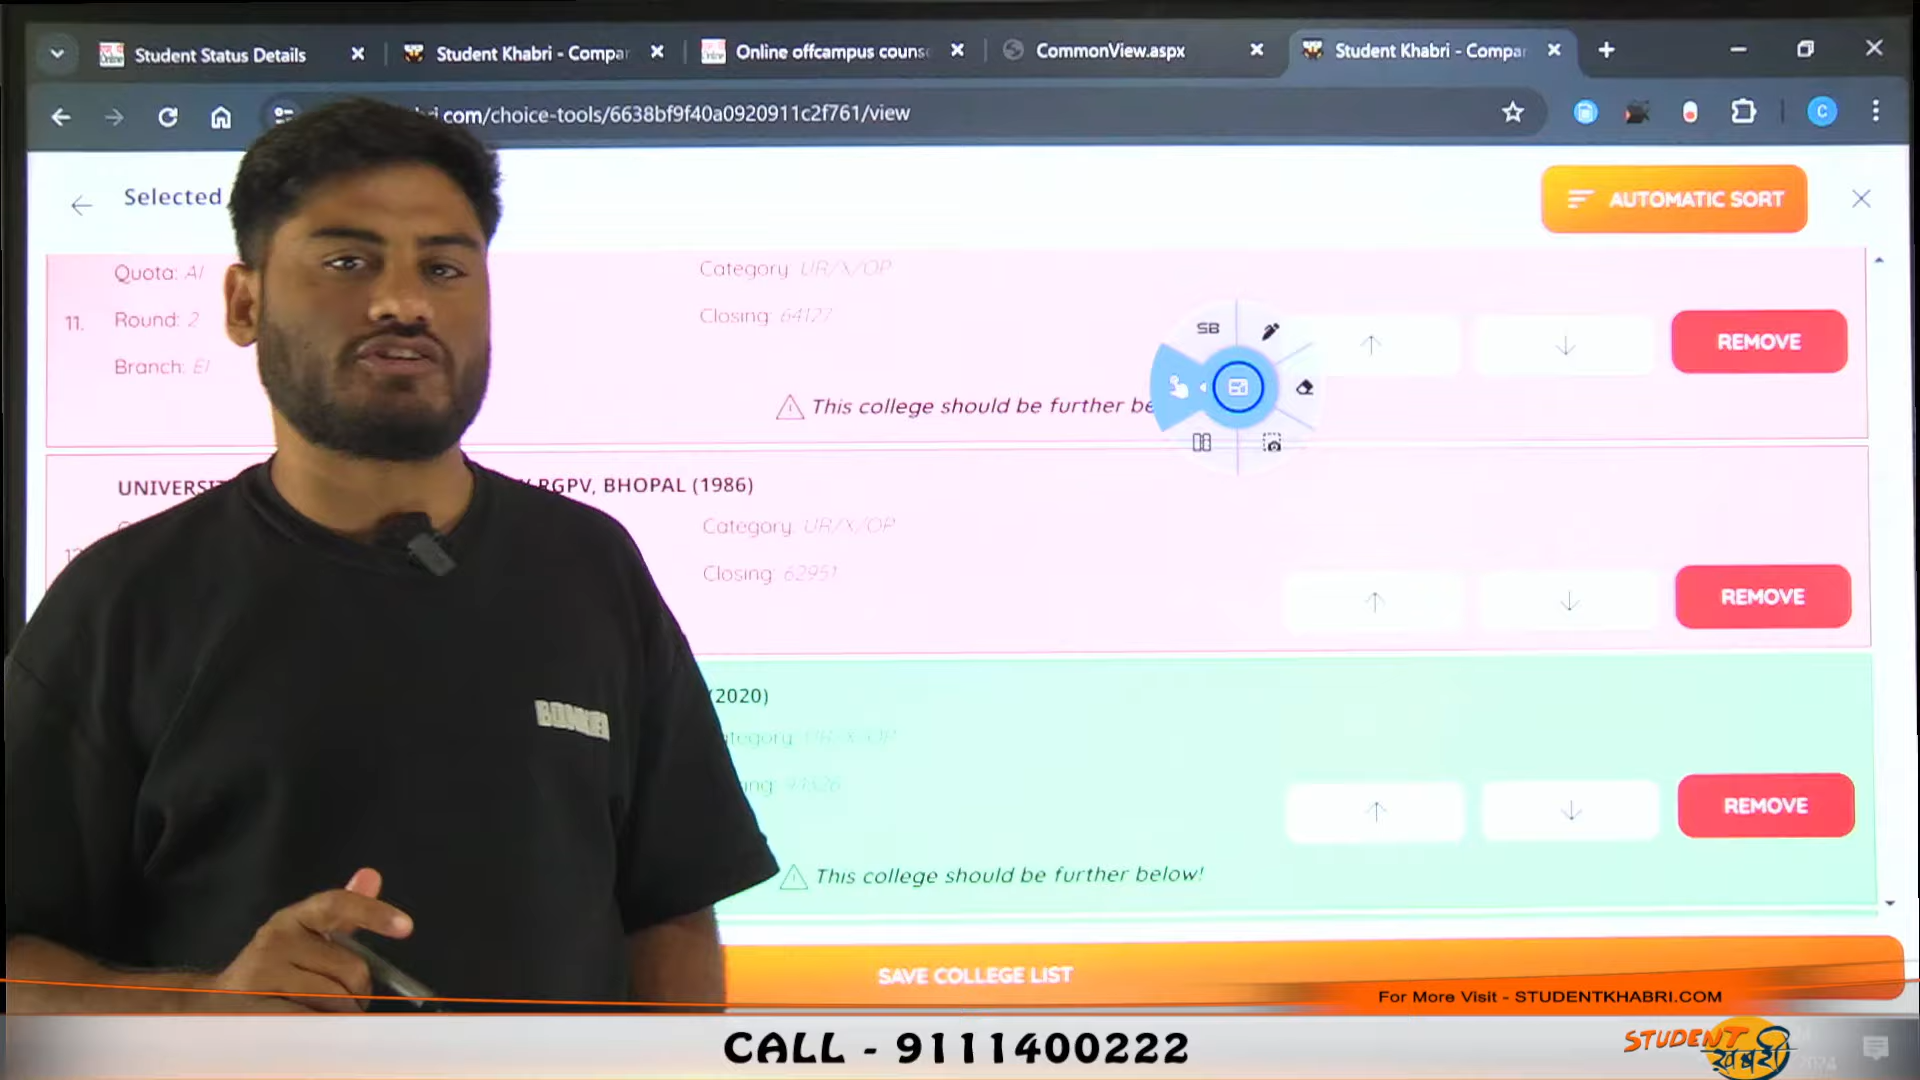 Student Status Details
Student Khabri - Compar
Online offcampus couns
CommonView.aspx
Student Khabri - Compar
.com/choice-tools/6638bf9f40a0920911c2f761/view
C
Selected
AUTOMATIC SORT
Quota: AI
Category: UR/X/OP
11.
Round: 2
Closing: 64127
SB
REMOVE
Branch: EI
This college should be further be
RGPV, BHOPAL (1986)
Category: UR/X/OP
Closing: 62951
REMOVE
(2020)
REMOVE
This college should be further below!
SAVE COLLEGE LIST
For More Visit - STUDENTKHABRI.COM
CALL - 9111400222
STUDENT
ख़बरी